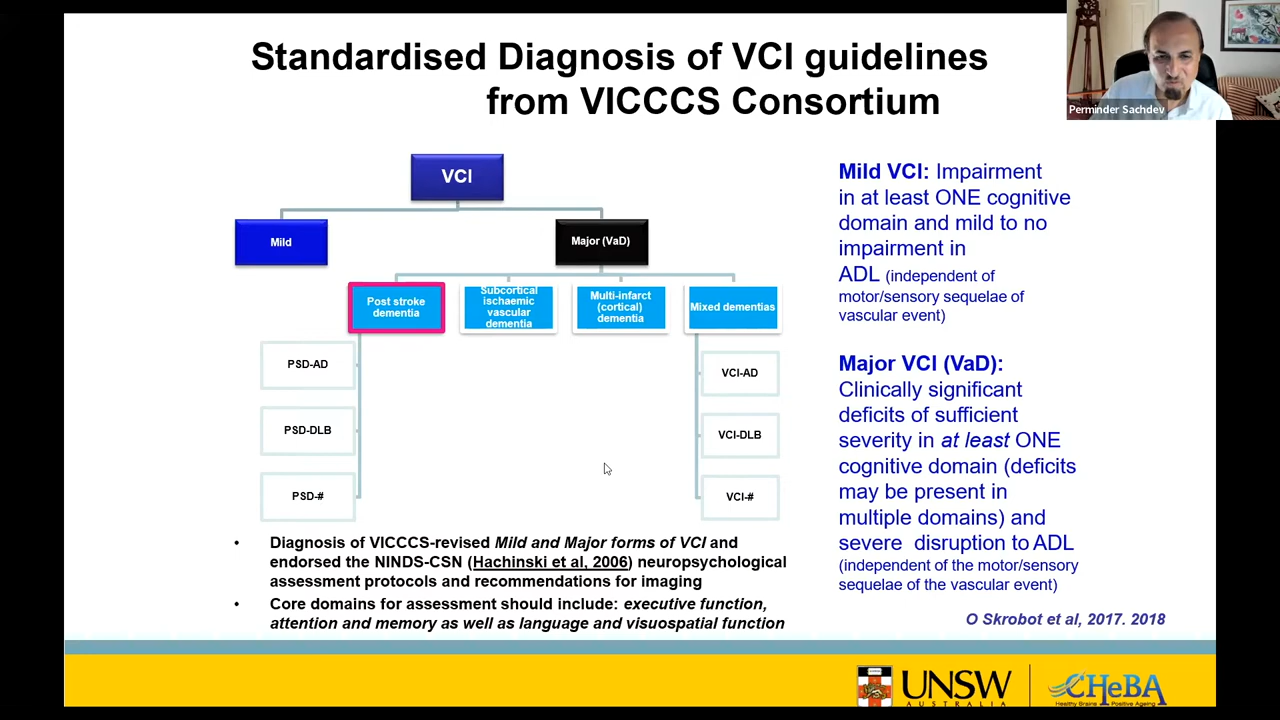 Standardised Diagnosis of VCI guidelines
from VICCCS Consortium
Perminder Sachdev
VCI
Mild
Major (VaD)
Post stroke
dementia
Subcortical
ischaemic
vascular
dementia
Multi-infarct
(cortical)
dementia
Mixed dementias
PSD-AD
PSD-DLB
PSD-#
VCI-AD
VCI-DLB
VCI-#
Mild VCI: Impairment
in at least ONE cognitive
domain and mild to no
impairment in
ADL (independent of
motor/sensory sequelae of
vascular event)
Major VCI (VaD):
Clinically significant
deficits of sufficient
severity in at least ONE
cognitive domain (deficits
may be present in
multiple domains) and
severe disruption to ADL
(independent of the motor/sensory
sequelae of the vascular event)
• Diagnosis of VICCCS-revised Mild and Major forms of VCI and
endorsed the NINDS-CSN (Hachinski et al, 2006) neuropsychological
assessment protocols and recommendations for imaging
• Core domains for assessment should include: executive function,
attention and memory as well as language and visuospatial function
O Skrobot et al, 2017. 2018
UNSW
AUSTRALIA
CHeBA
Healthy Brains Positive Ageing